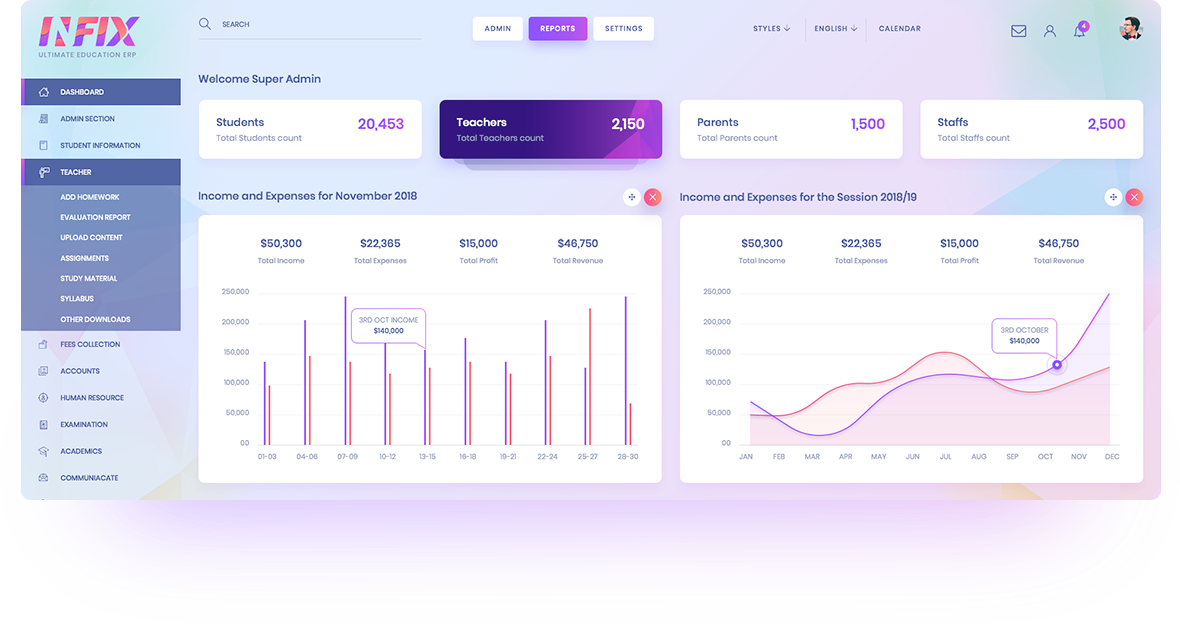 INFIX
ULTIMATE EDUCATION ERP
SEARCH
ADMIN
REPORTS
SETTINGS
STYLES
ENGLISH
CALENDAR
4
DASHBOARD
ADMIN SECTION
STUDENT INFORMATION
TEACHER
ADD HOMEWORK
EVALUATION REPORT
UPLOAD CONTENT
ASSIGNMENTS
STUDY MATERIAL
SYLLABUS
OTHER DOWNLOADS
FEES COLLECTION
ACCOUNTS
HUMAN RESOURCE
EXAMINATION
ACADEMICS
COMMUNIACATE
Welcome Super Admin
Students 20,453
Total Students count
Teachers 2,150
Total Teachers count
Parents 1,500
Total Parents count
Staffs 2,500
Total Staffs count
Income and Expenses for November 2018
$50,300 $22,365 $15,000 $46,750
Total Income Total Expenses Total Profit Total Revenue
250,000
200,000
150,000
100,000
50,000
00
3RD OCT INCOME
$140,000
01-03 04-06 07-09 10-12 13-15 16-18 19-21 22-24 25-27 28-30
Income and Expenses for the Session 2018/19
$50,300 $22,365 $15,000 $46,750
Total Income Total Expenses Total Profit Total Revenue
250,000
200,000
150,000
100,000
50,000
00
3RD OCTOBER
$140,000
JAN FEB MAR APR MAY JUN JUL AUG SEP OCT NOV DEC